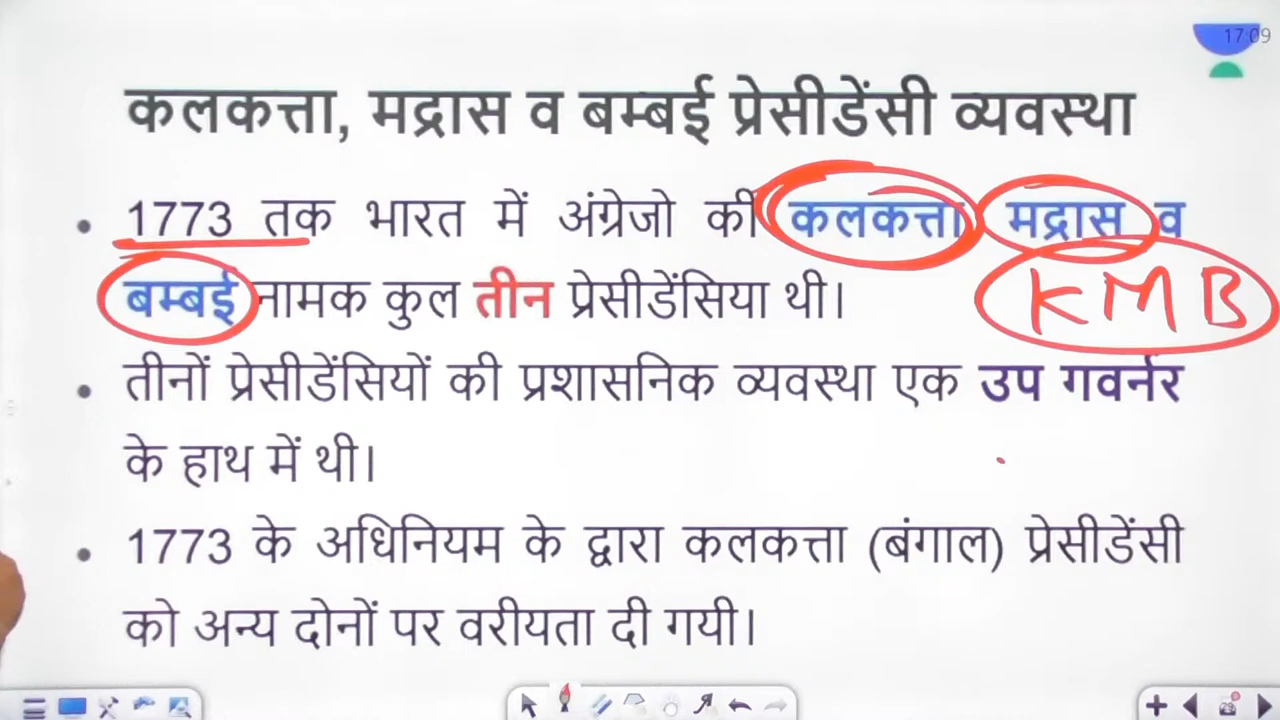 17:09
कलकत्ता, मद्रास व बम्बई प्रेसीडेंसी व्यवस्था
• 1773 तक भारत में अंग्रेजो की कलकत्ता मद्रास व
बम्बई नामक कुल तीन प्रेसीडेंसिया थी।
KMB
• तीनों प्रेसीडेंसियों की प्रशासनिक व्यवस्था एक उप गवर्नर
के हाथ में थी।
• 1773 के अधिनियम के द्वारा कलकत्ता (बंगाल) प्रेसीडेंसी
को अन्य दोनों पर वरीयता दी गयी।